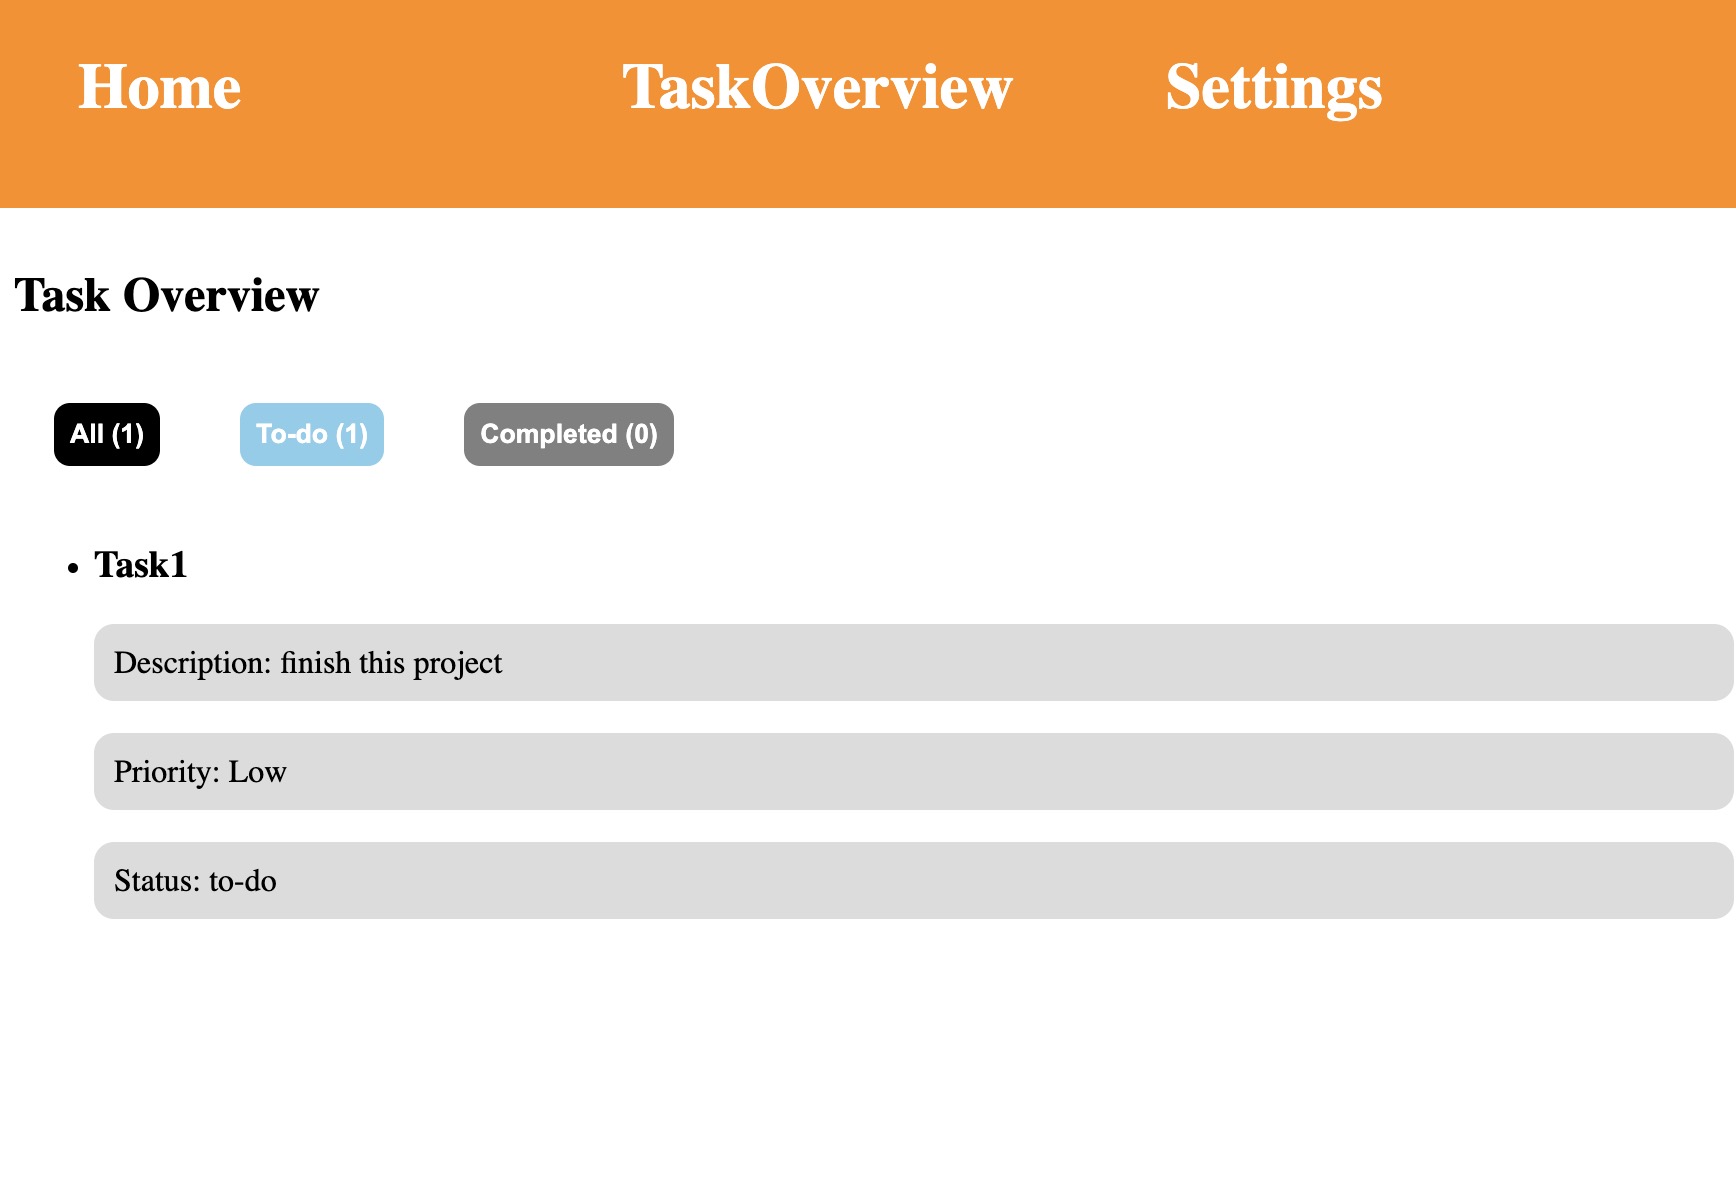 Home TaskOverview Settings
Task Overview
All (1) To-do (1) Completed (0)
• Task1
Description: finish this project
Priority: Low
Status: to-do